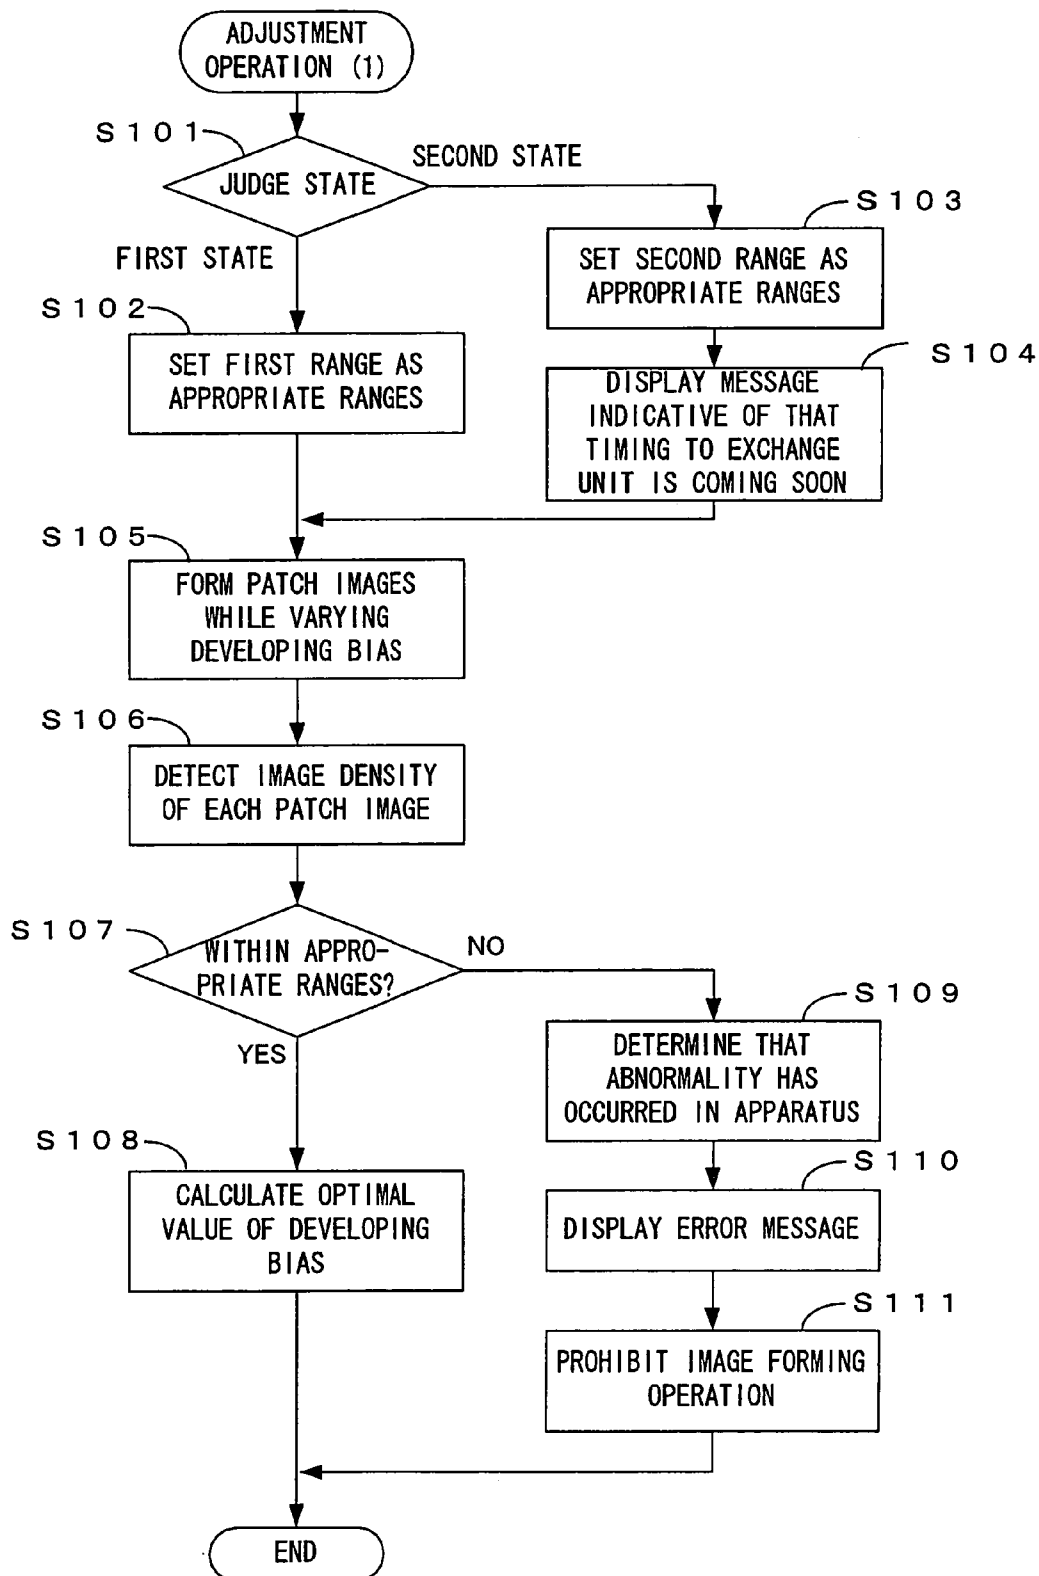 ADJUSTMENT
OPERATION (1)
S101
JUDGE STATE
SECOND STATE
FIRST STATE
S103
SET SECOND RANGE AS
APPROPRIATE RANGES
S102
SET FIRST RANGE AS
APPROPRIATE RANGES
S104
DISPLAY MESSAGE
INDICATIVE OF THAT
TIMING TO EXCHANGE
UNIT IS COMING SOON
S105
FORM PATCH IMAGES
WHILE VARYING
DEVELOPING BIAS
S106
DETECT IMAGE DENSITY
OF EACH PATCH IMAGE
S107
WITHIN APPRO-
PRIATE RANGES?
NO
YES
S109
DETERMINE THAT
ABNORMALITY HAS
OCCURRED IN APPARATUS
S108
CALCULATE OPTIMAL
VALUE OF DEVELOPING
BIAS
S110
DISPLAY ERROR MESSAGE
S111
PROHIBIT IMAGE FORMING
OPERATION
END